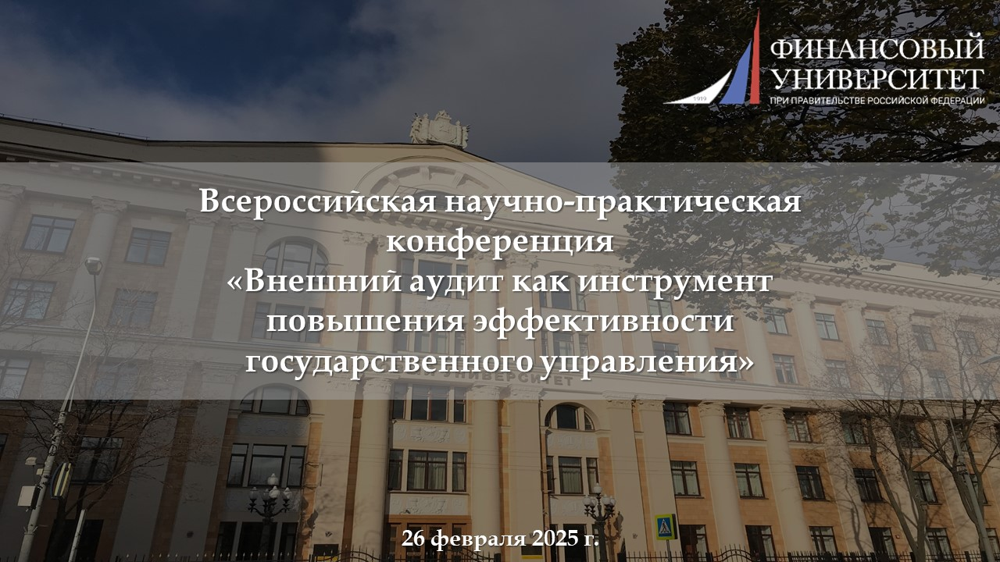 ФИНАНСОВЫЙ
УНИВЕРСИТЕТ
ПРИ ПРАВИТЕЛЬСТВЕ РОССИЙСКОЙ ФЕДЕРАЦИИ
1919
Всероссийская научно-практическая
конференция
«Внешний аудит как инструмент
повышения эффективности
государственного управления»
УНИВЕРСИТЕТ
26 февраля 2025 г.